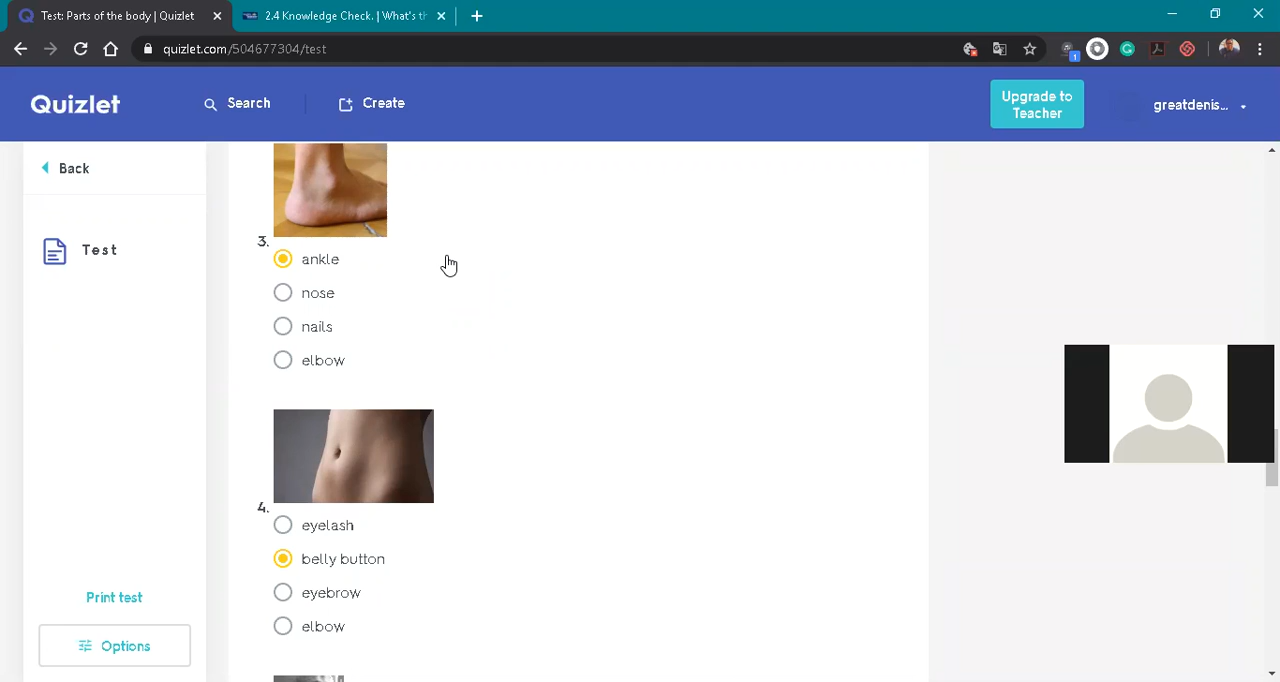 Test: Parts of the body | Quizlet
2.4 Knowledge Check. | What's th
quizlet.com/504677304/test
1
Quizlet
Search
Create
Upgrade to
Teacher
greatdenis...
Back
Test
3.
ankle
nose
nails
elbow
4.
eyelash
belly button
eyebrow
elbow
Print test
Options